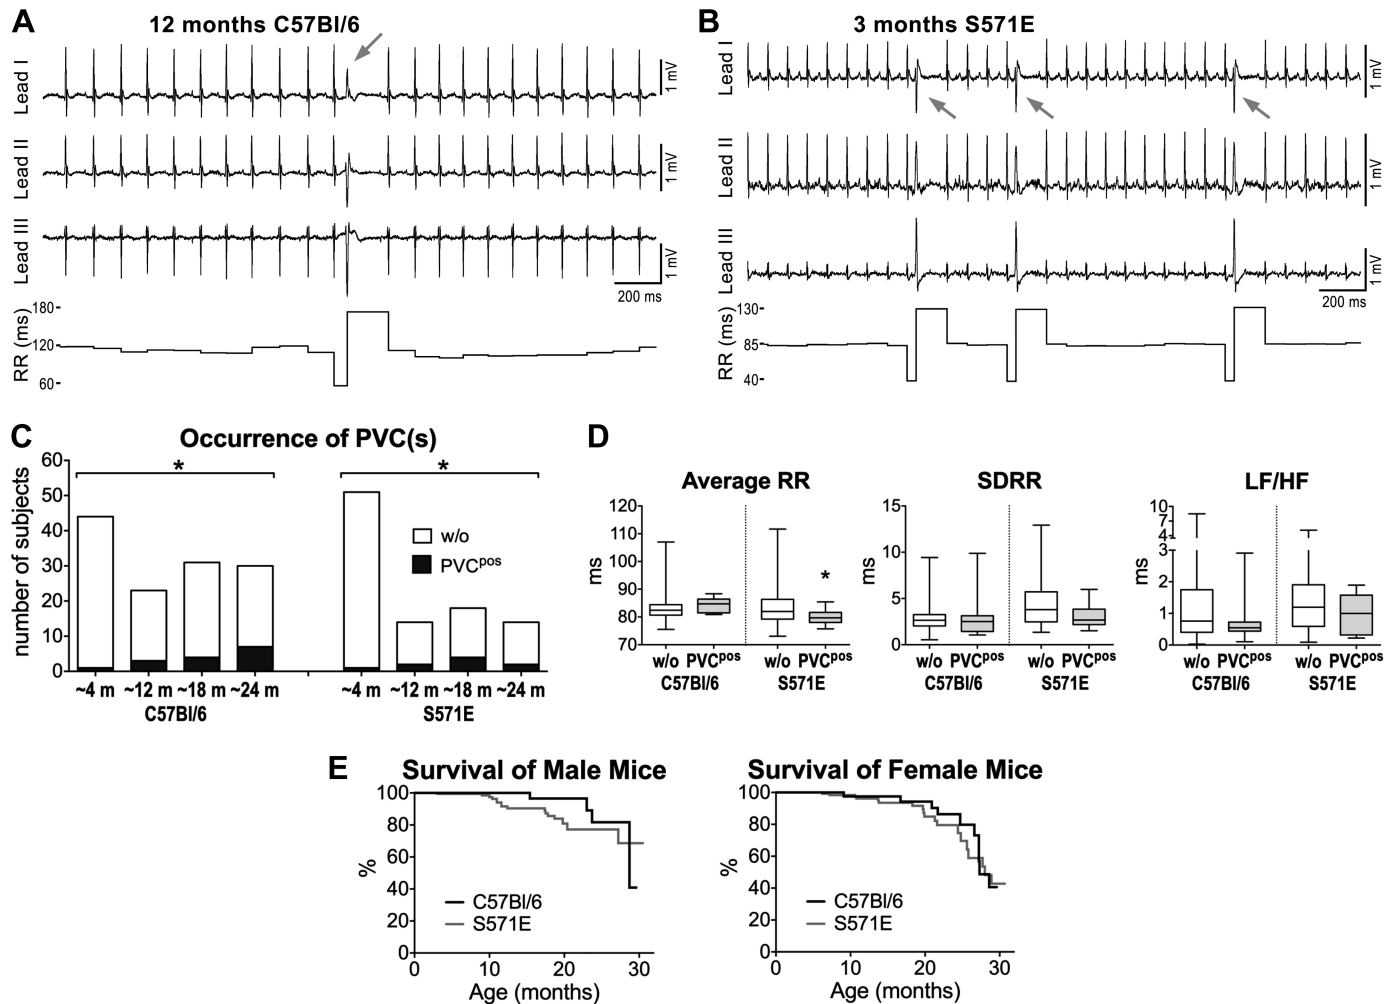 A 12 months C57Bl/6
Lead I
1 mV
Lead II
1 mV
Lead III
1 mV
200 ms
RR (ms)
180
120
60
B 3 months S571E
Lead I
1 mV
Lead II
1 mV
Lead III
1 mV
200 ms
RR (ms)
130
85
40
C Occurrence of PVC(s)
number of subjects
60
50
40
30
20
10
0
* *
w/o
PVCpos
~4 m ~12 m ~18 m ~24 m ~4 m ~12 m ~18 m ~24 m
C57Bl/6 S571E
D
Average RR
ms
120
110
100
90
80
70
*
w/o PVCpos w/o PVCpos
C57Bl/6 S571E
SDRR
ms
15
10
5
0
w/o PVCpos w/o PVCpos
C57Bl/6 S571E
LF/HF
ms
10
7
4
3
2
1
0
w/o PVCpos w/o PVCpos
C57Bl/6 S571E
E Survival of Male Mice
%
100
80
60
40
20
0
C57Bl/6
S571E
0 10 20 30
Age (months)
Survival of Female Mice
%
100
80
60
40
20
0
C57Bl/6
S571E
0 10 20 30
Age (months)